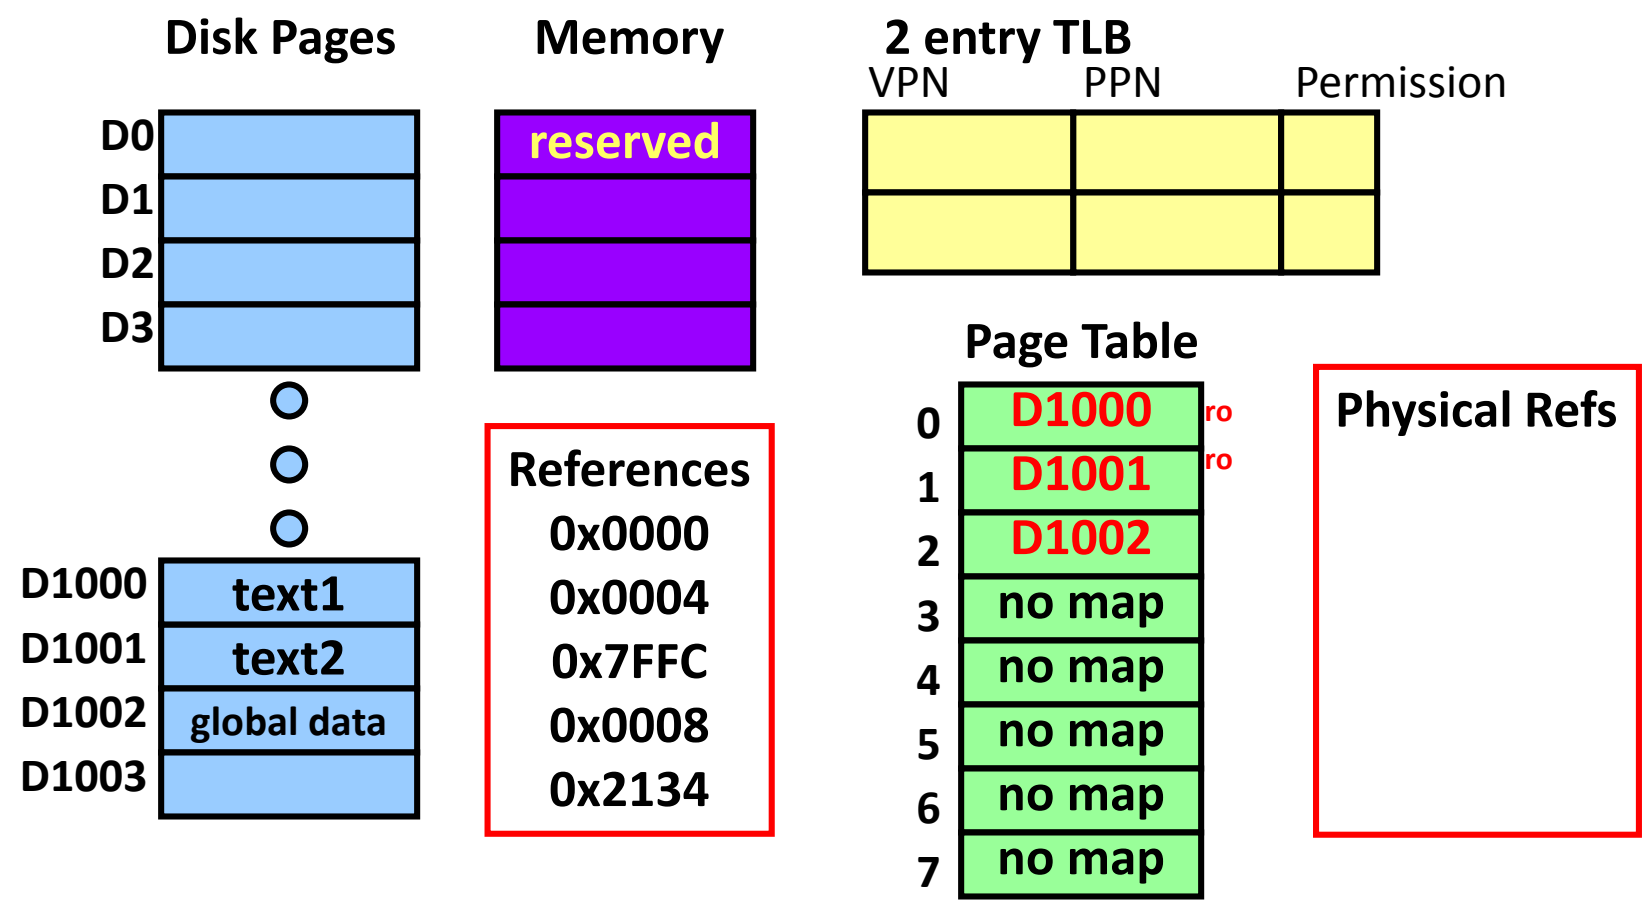 Disk Pages
D0
D1
D2
D3
D1000 text1
D1001 text2
D1002 global data
D1003
Memory
reserved
References
0x0000
0x0004
0x7FFC
0x0008
0x2134
2 entry TLB
VPN PPN Permission
Page Table
0 D1000 ro
1 D1001 ro
2 D1002
3 no map
4 no map
5 no map
6 no map
7 no map
Physical Refs